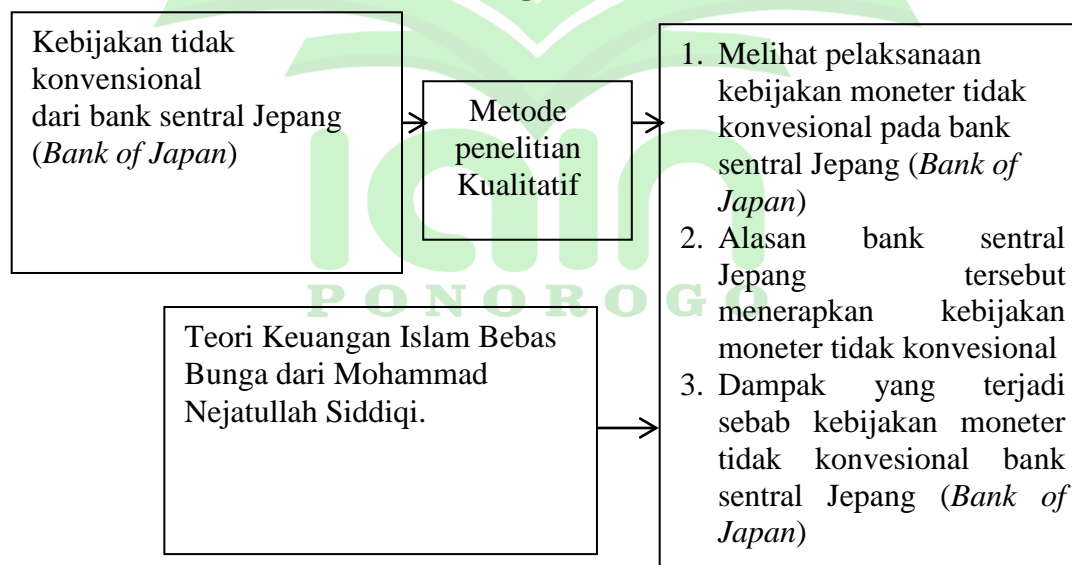 Kebijakan tidak
konvensional
dari bank sentral Jepang
(Bank of Japan)
Metode
penelitian
Kualitatif
1. Melihat pelaksanaan
kebijakan moneter tidak
konvesional pada bank
sentral Jepang (Bank of
Japan)
2. Alasan bank sentral
Jepang tersebut
menerapkan kebijakan
moneter tidak konvesional
3. Dampak yang terjadi
sebab kebijakan moneter
tidak konvesional bank
sentral Jepang (Bank of
Japan)
iain
PONOROGO
Teori Keuangan Islam Bebas
Bunga dari Mohammad
Nejatullah Siddiqi.